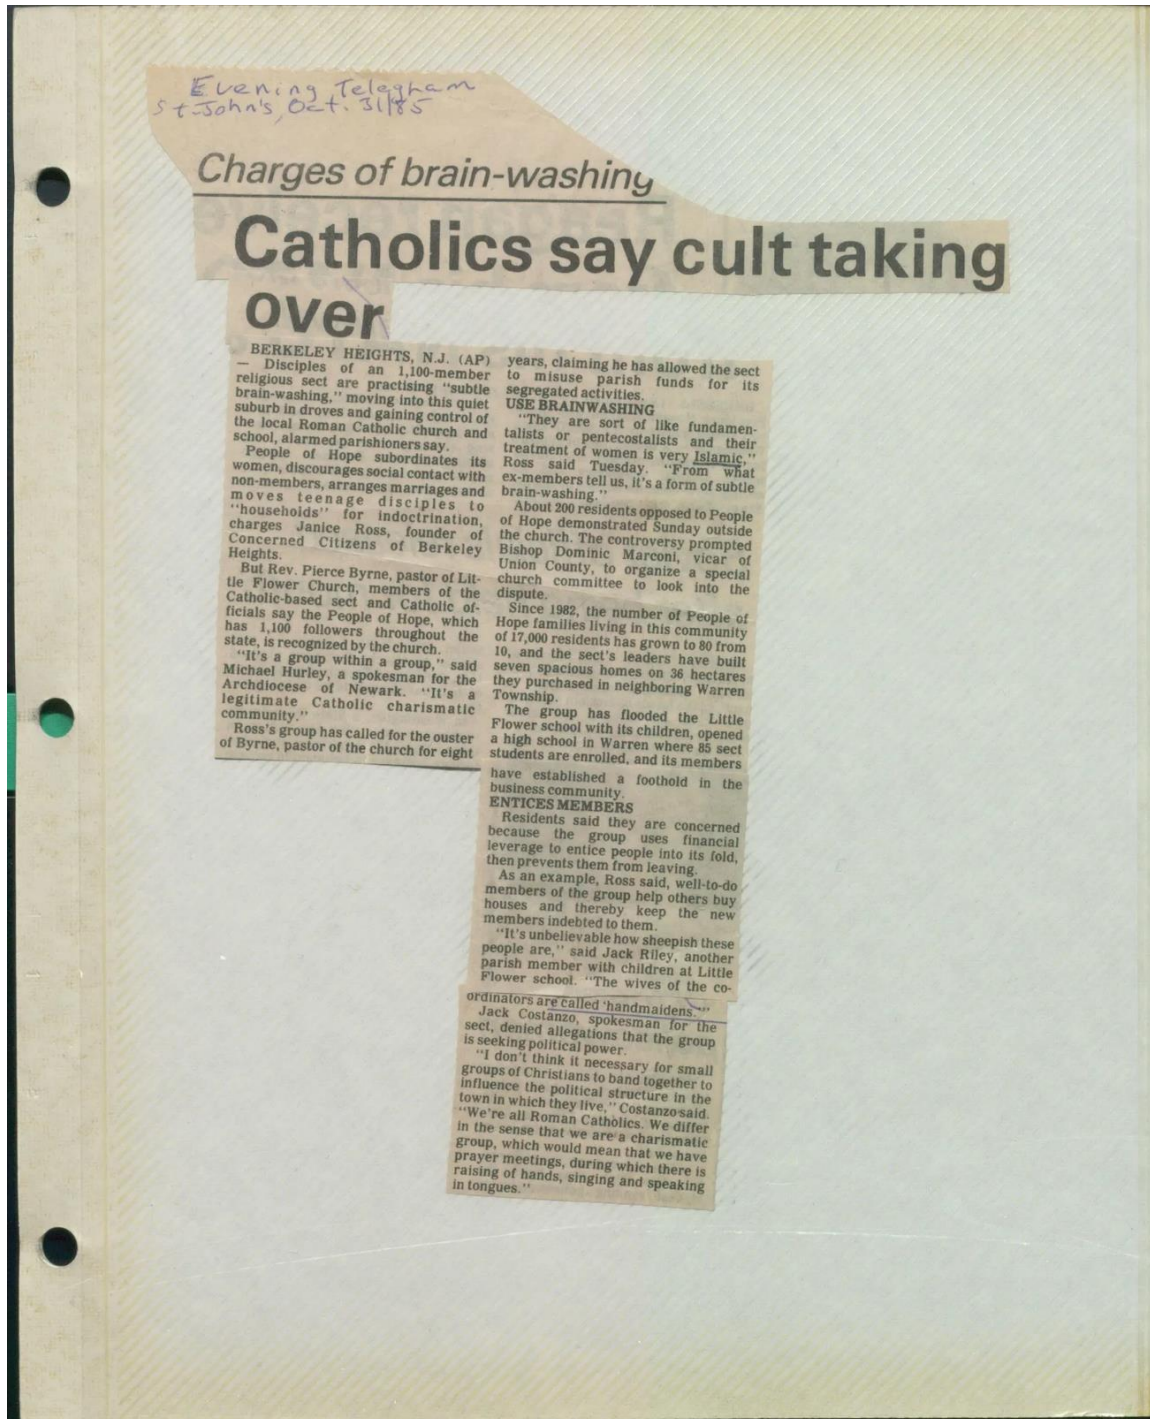 Evening Telegham
St. John's, Oct. 31/85
Charges of brain-washing
Catholics say cult taking
over
BERKELEY HEIGHTS, N.J. (AP)
— Disciples of an 1,100-member
religious sect are practising "subtle
brain-washing," moving into this quiet
suburb in droves and gaining control of
the local Roman Catholic church and
school, alarmed parishioners say.
People of Hope subordinates its
women, discourages social contact with
non-members, arranges marriages and
moves teenage disciples to
"households" for indoctrination,
charges Janice Ross, founder of
Concerned Citizens of Berkeley
Heights.
But Rev. Pierce Byrne, pastor of Lit-
tle Flower Church, members of the
Catholic-based sect and Catholic of-
ficials say the People of Hope, which
has 1,100 followers throughout the
state, is recognized by the church.
"It's a group within a group," said
Michael Hurley, a spokesman for the
Archdiocese of Newark. "It's a
legitimate Catholic charismatic
community."
Ross's group has called for the ouster
of Byrne, pastor of the church for eight
years, claiming he has allowed the sect
to misuse parish funds for its
segregated activities.
USE BRAINWASHING
"They are sort of like fundamen-
talists or pentecostalists and their
treatment of women is very Islamic,"
Ross said Tuesday. "From what
ex-members tell us, it's a form of subtle
brain-washing."
About 200 residents opposed to People
of Hope demonstrated Sunday outside
the church. The controversy prompted
Bishop Dominic Marconi, vicar of
Union County, to organize a special
church committee to look into the
dispute.
Since 1982, the number of People of
Hope families living in this community
of 17,000 residents has grown to 80 from
10, and the sect's leaders have built
seven spacious homes on 36 hectares
they purchased in neighboring Warren
Township.
The group has flooded the Little
Flower school with its children, opened
a high school in Warren where 85 sect
students are enrolled, and its members
have established a foothold in the
business community.
ENTICES MEMBERS
Residents said they are concerned
because the group uses financial
leverage to entice people into its fold,
then prevents them from leaving.
As an example, Ross said, well-to-do
members of the group help others buy
houses and thereby keep the new
members indebted to them.
"It's unbelievable how sheepish these
people are," said Jack Riley, another
parish member with children at Little
Flower school. "The wives of the co-
ordinators are called 'handmaidens.'"
Jack Costanzo, spokesman for the
sect, denied allegations that the group
is seeking political power.
"I don't think it necessary for small
groups of Christians to band together to
influence the political structure in the
town in which they live," Costanzo said.
"We're all Roman Catholics. We differ
in the sense that we are a charismatic
group, which would mean that we have
prayer meetings, during which there is
raising of hands, singing and speaking
in tongues."